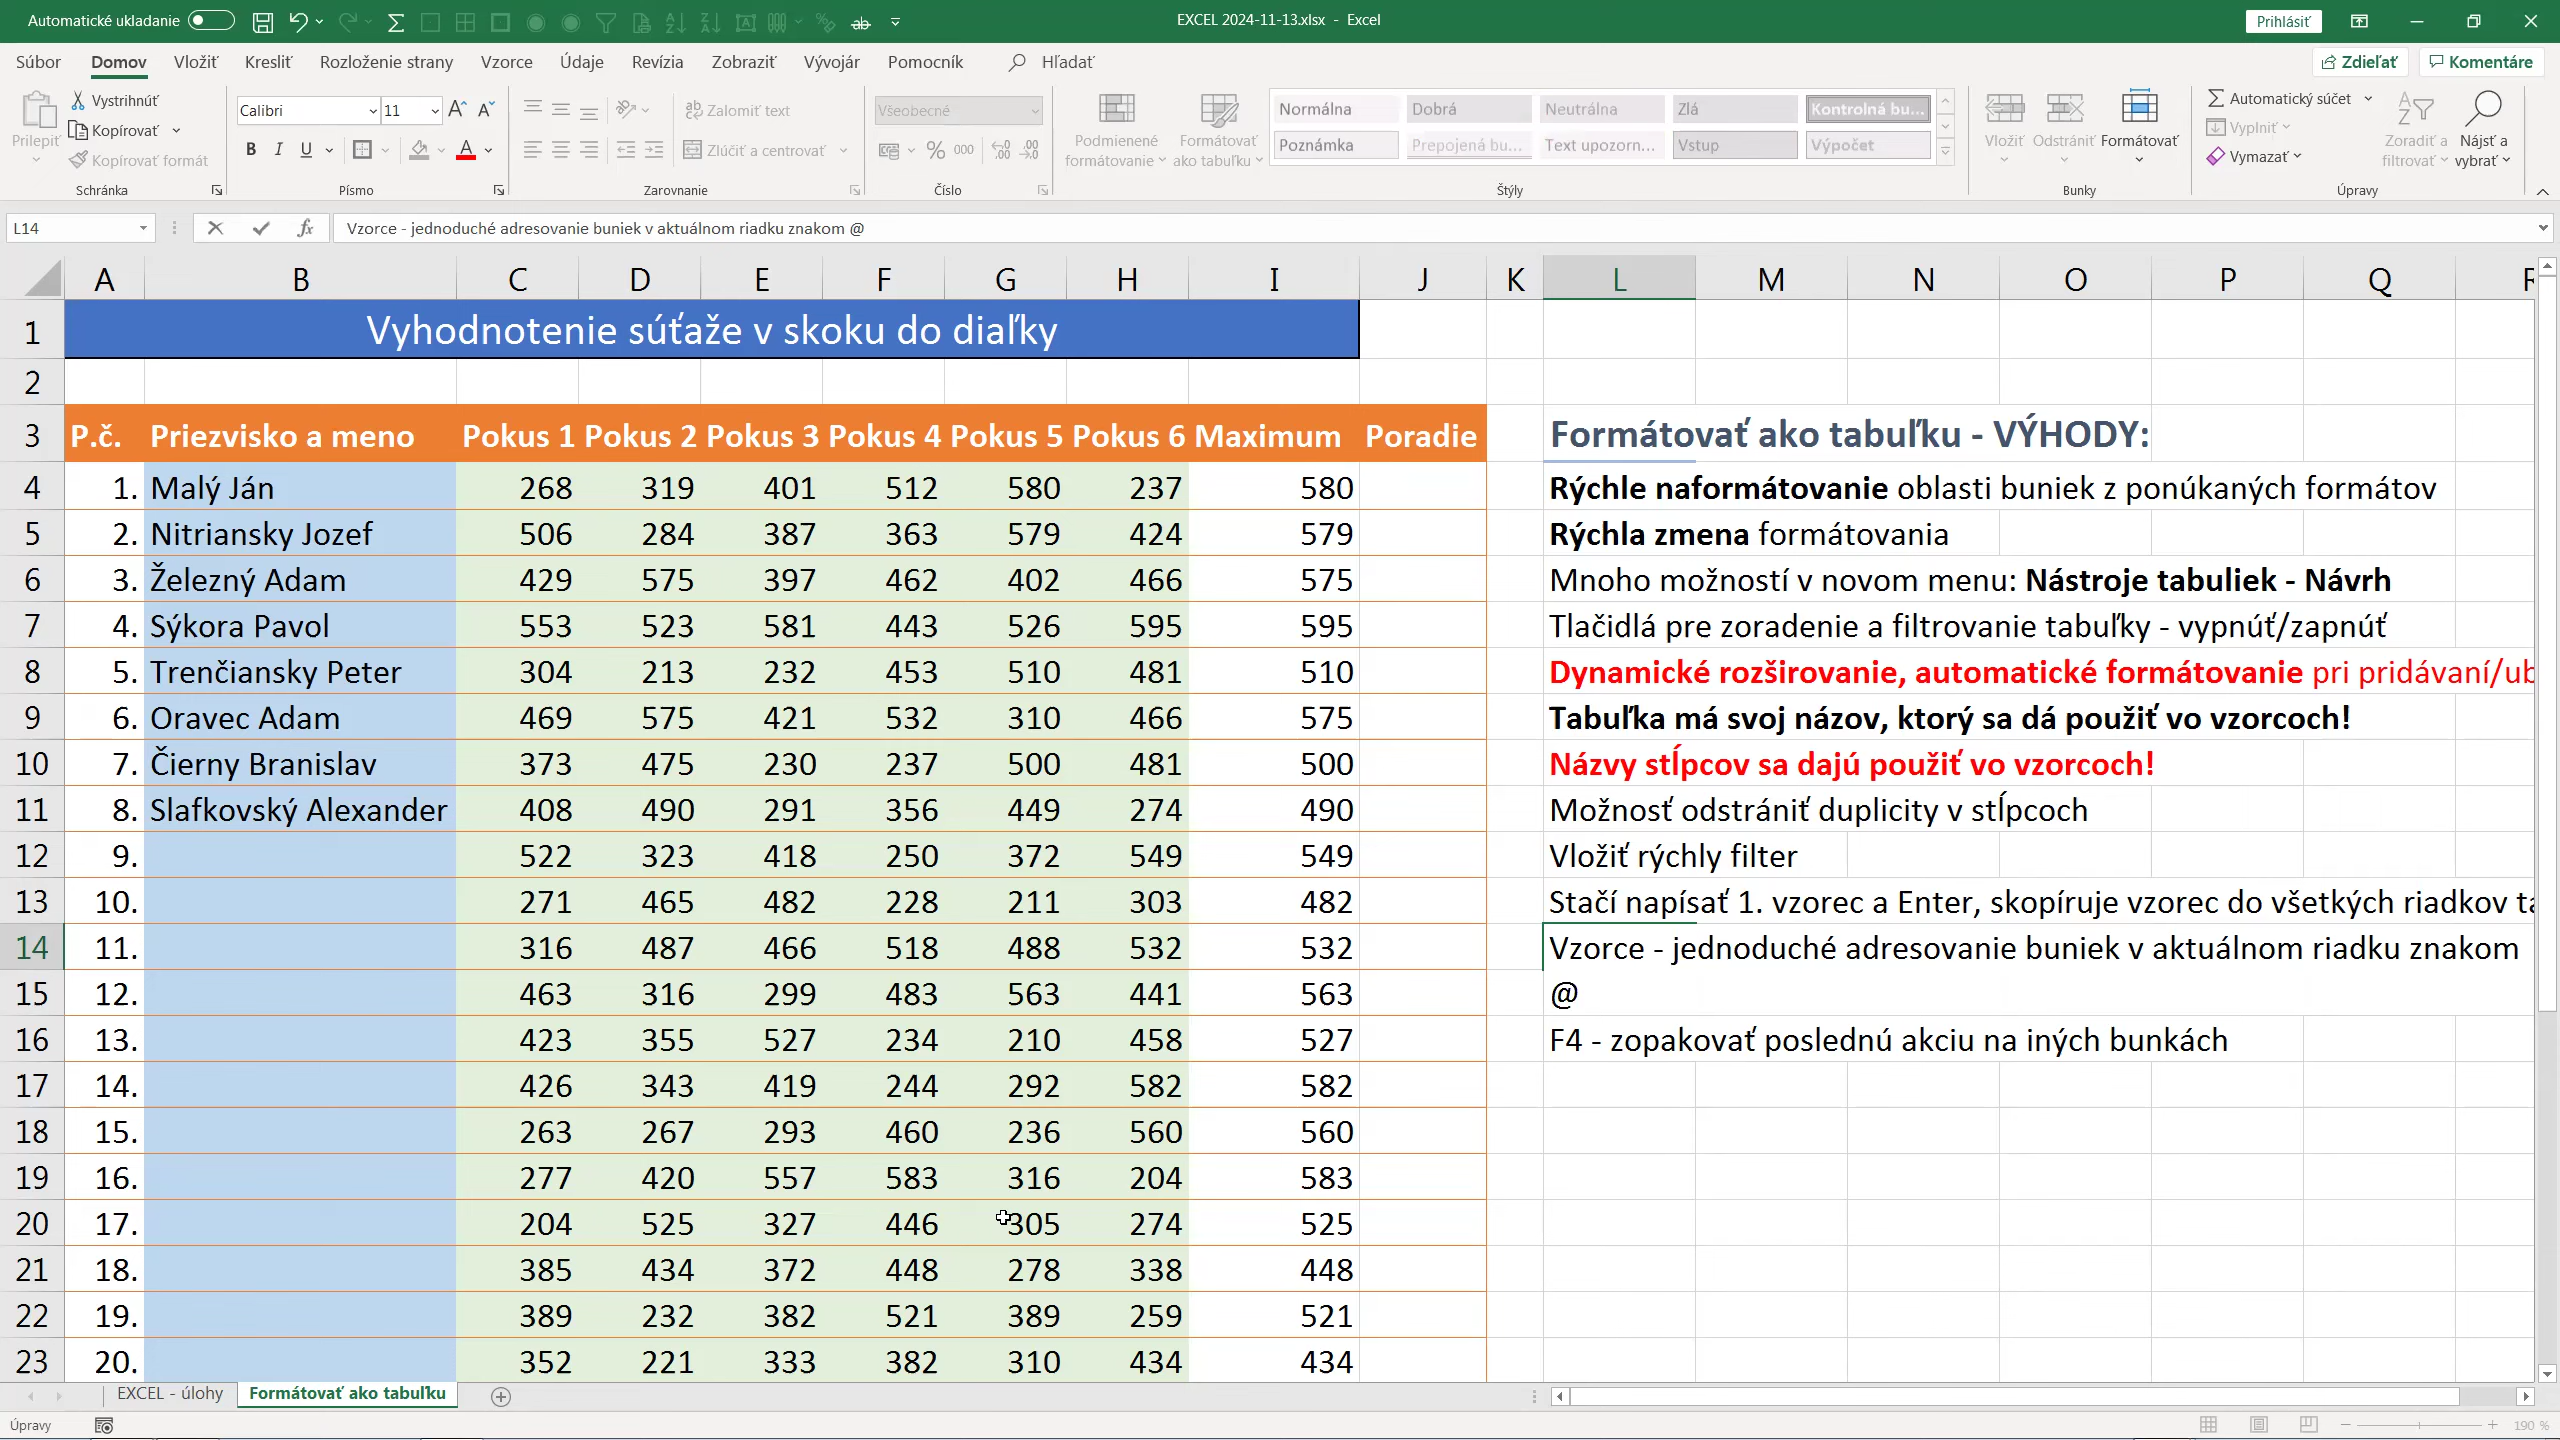 Automatické ukladanie
EXCEL 2024-11-13.xlsx - Excel
Prihlásiť
Súbor Domov Vložiť Kresliť Rozloženie strany Vzorce Údaje Revízia Zobraziť Vývojár Pomocník Hľadať
Zdieľať Komentáre
Prilepiť
Vystrihnúť
Kopírovať
Kopírovať formát
Schránka
Calibri 11
B I U
Písmo
Zalomiť text
Zlúčiť a centrovať
Zarovnanie
Všeobecné
% 000
Číslo
Podmienené formátovanie
Formátovať ako tabuľku
Normálna Dobrá Neutrálna Zlá Kontrolná bu...
Poznámka Prepojená bu... Text upozorn... Vstup Výpočet
Štýly
Vložiť Odstrániť Formátovať
Bunky
Automatický súčet
Vyplniť
Vymazať
Zoradiť a filtrovať
Nájsť a vybrať
Úpravy
L14
fx
Vzorce - jednoduché adresovanie buniek v aktuálnom riadku znakom @
A B C D E F G H I J K L M N O P Q R
1 Vyhodnotenie súťaže v skoku do diaľky
2
3 P.č. Priezvisko a meno Pokus 1 Pokus 2 Pokus 3 Pokus 4 Pokus 5 Pokus 6 Maximum Poradie Formátovať ako tabuľku - VÝHODY:
4 1. Malý Ján 268 319 401 512 580 237 580 Rýchle naformátovanie oblasti buniek z ponúkaných formátov
5 2. Nitriansky Jozef 506 284 387 363 579 424 579 Rýchla zmena formátovania
6 3. Železný Adam 429 575 397 462 402 466 575 Mnoho možností v novom menu: Nástroje tabuliek - Návrh
7 4. Sýkora Pavol 553 523 581 443 526 595 595 Tlačidlá pre zoradenie a filtrovanie tabuľky - vypnúť/zapnúť
8 5. Trenčiansky Peter 304 213 232 453 510 481 510 Dynamické rozširovanie, automatické formátovanie pri pridávaní/ub
9 6. Oravec Adam 469 575 421 532 310 466 575 Tabuľka má svoj názov, ktorý sa dá použiť vo vzorcoch!
10 7. Čierny Branislav 373 475 230 237 500 481 500 Názvy stĺpcov sa dajú použiť vo vzorcoch!
11 8. Slafkovský Alexander 408 490 291 356 449 274 490 Možnosť odstrániť duplicity v stĺpcoch
12 9. 522 323 418 250 372 549 549 Vložiť rýchly filter
13 10. 271 465 482 228 211 303 482 Stačí napísať 1. vzorec a Enter, skopíruje vzorec do všetkých riadkov ta
14 11. 316 487 466 518 488 532 532 Vzorce - jednoduché adresovanie buniek v aktuálnom riadku znakom
15 12. 463 316 299 483 563 441 563 @
16 13. 423 355 527 234 210 458 527 F4 - zopakovať poslednú akciu na iných bunkách
17 14. 426 343 419 244 292 582 582
18 15. 263 267 293 460 236 560 560
19 16. 277 420 557 583 316 204 583
20 17. 204 525 327 446 305 274 525
21 18. 385 434 372 448 278 338 448
22 19. 389 232 382 521 389 259 521
23 20. 352 221 333 382 310 434 434
EXCEL - úlohy Formátovať ako tabuľku
Úpravy
190 %